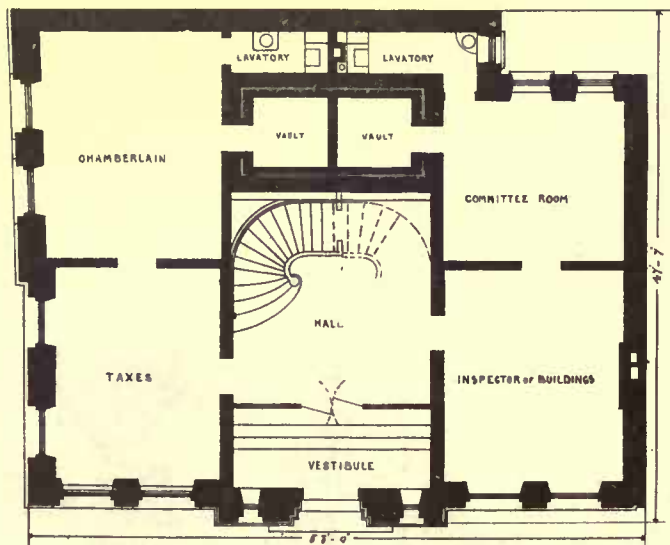 LAVATORY
LAVATORY
VAULT
VAULT
CHAMBERLAIN
COMMITTEE ROOM
HALL
TAXES
INSPECTOR OF BUILDINGS
VESTIBULE